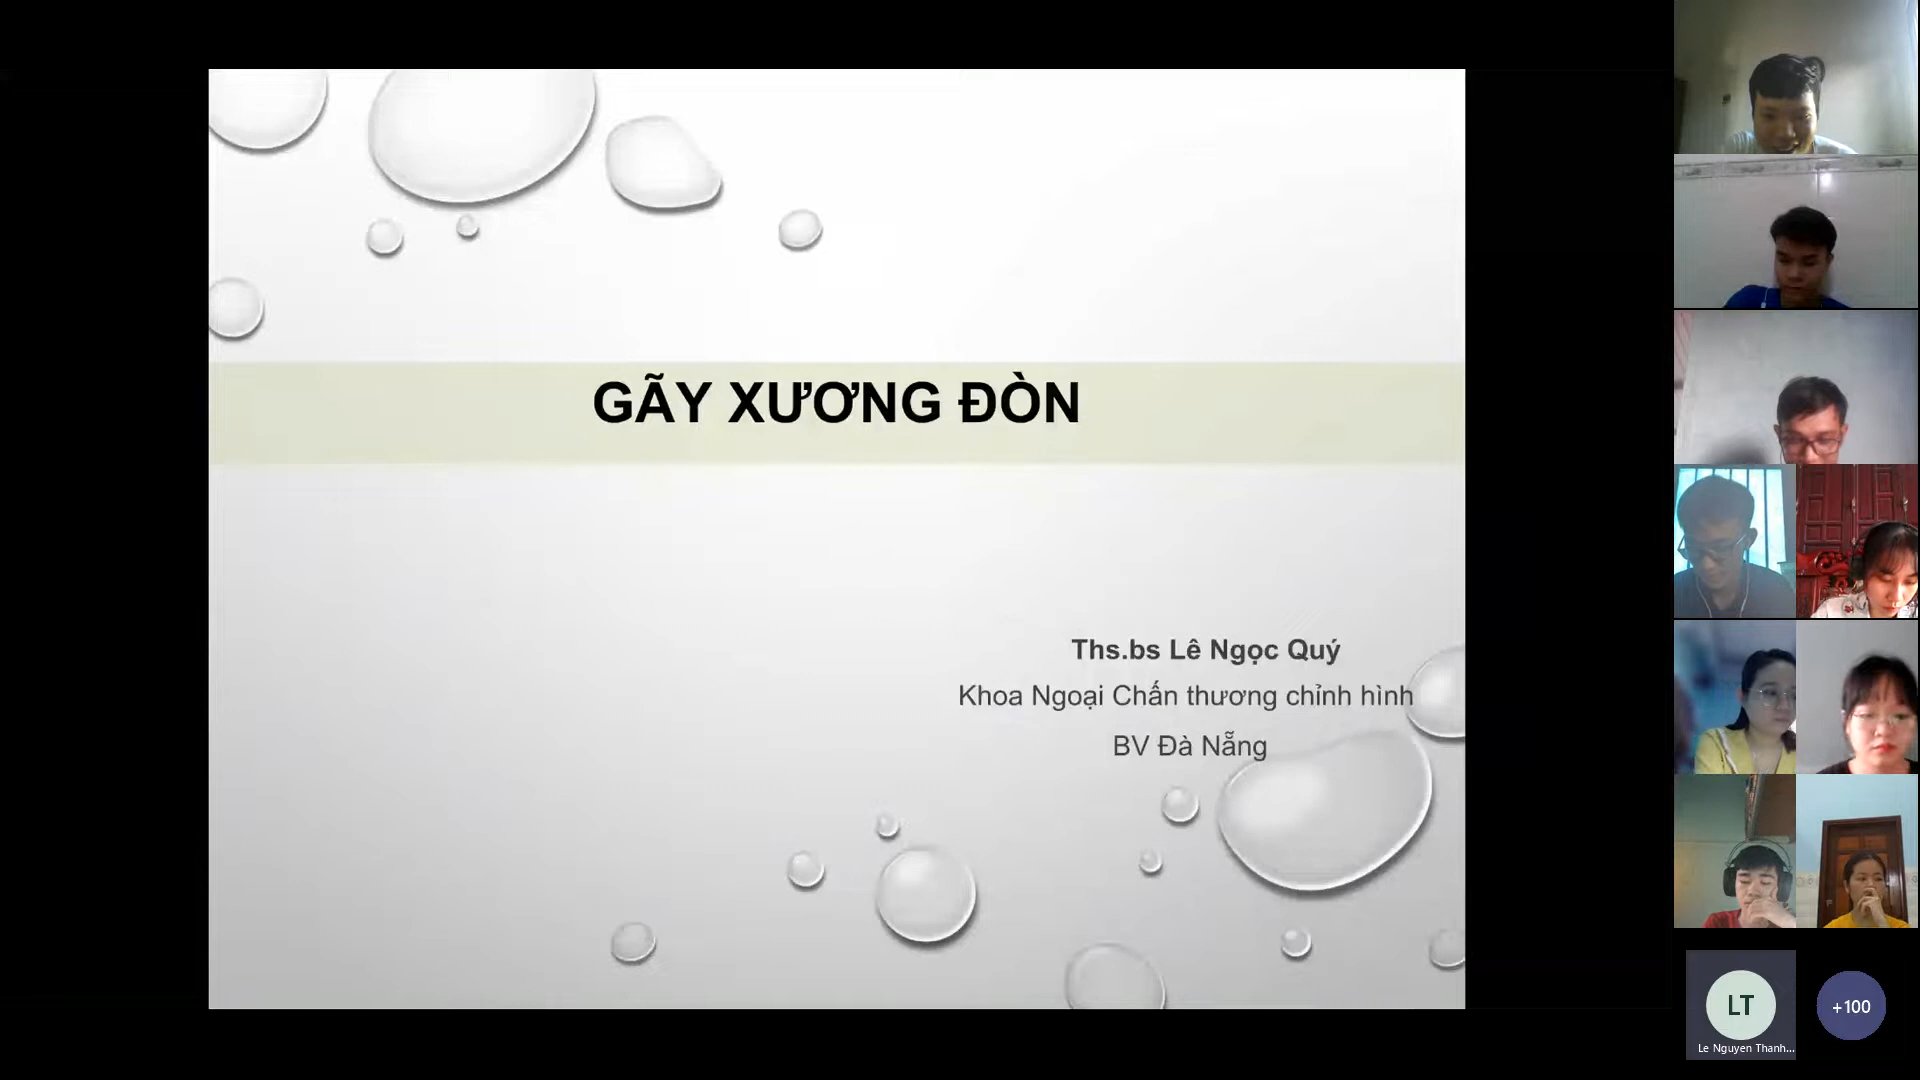 GÃY XƯƠNG ĐÒN
Ths.bs Lê Ngọc Quý
Khoa Ngoại Chấn thương chỉnh hình
BV Đà Nẵng
LT
Le Nguyen Thanh...
+100